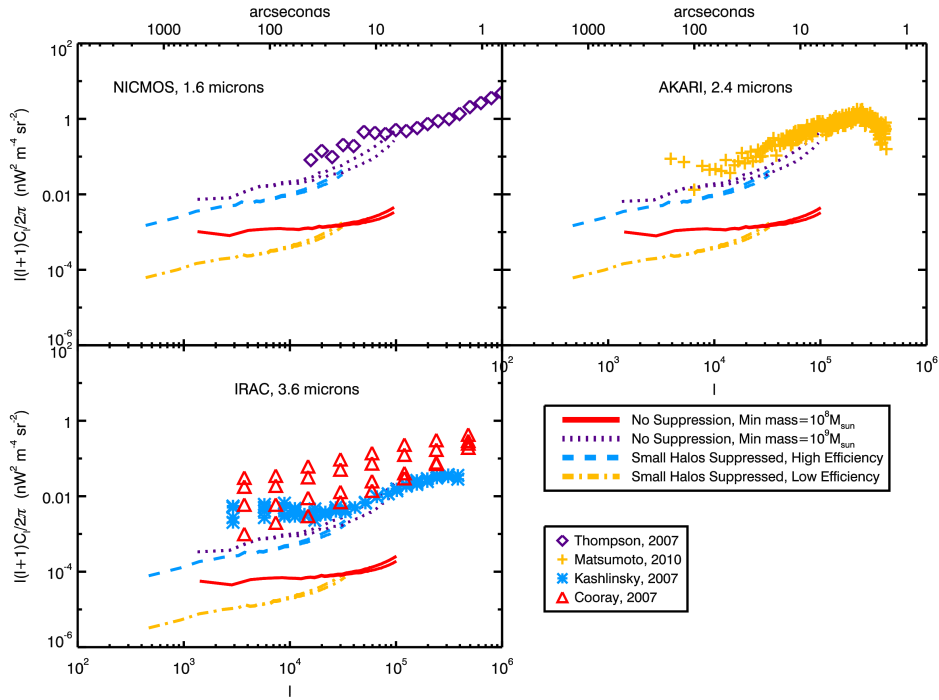 arcseconds
arcseconds
1000 100 10 1
1000 100 10 1
10^2
1
0.01
10^-4
10^-6
l(l+1)C_l/2π (nW^2 m^-4 sr^-2)
NICMOS, 1.6 microns
AKARI, 2.4 microns
10^2 10^3 10^4 10^5 10^6
l
10^2
1
0.01
10^-4
10^-6
l(l+1)C_l/2π (nW^2 m^-4 sr^-2)
IRAC, 3.6 microns
10^2 10^3 10^4 10^5 10^6
l
No Suppression, Min mass=10^8M_sun
No Suppression, Min mass=10^9M_sun
Small Halos Suppressed, High Efficiency
Small Halos Suppressed, Low Efficiency
Thompson, 2007
Matsumoto, 2010
Kashlinsky, 2007
Cooray, 2007